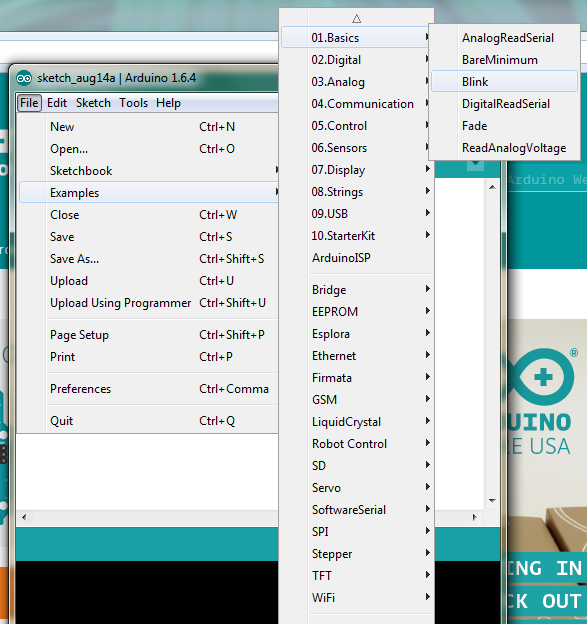 sketch_aug14a | Arduino 1.6.4
File Edit Sketch Tools Help
New Ctrl+N
Open... Ctrl+O
Sketchbook
Examples
Close Ctrl+W
Save Ctrl+S
Save As... Ctrl+Shift+S
Upload Ctrl+U
Upload Using Programmer Ctrl+Shift+U
Page Setup Ctrl+Shift+P
Print Ctrl+P
Preferences Ctrl+Comma
Quit Ctrl+Q
01.Basics
02.Digital
03.Analog
04.Communication
05.Control
06.Sensors
07.Display
08.Strings
09.USB
10.StarterKit
ArduinoISP
Bridge
EEPROM
Esplora
Ethernet
Firmata
GSM
LiquidCrystal
Robot Control
SD
Servo
SoftwareSerial
SPI
Stepper
TFT
WiFi
AnalogReadSerial
BareMinimum
Blink
DigitalReadSerial
Fade
ReadAnalogVoltage
Arduino We
®
UINO
E USA
ING IN
CK OUT